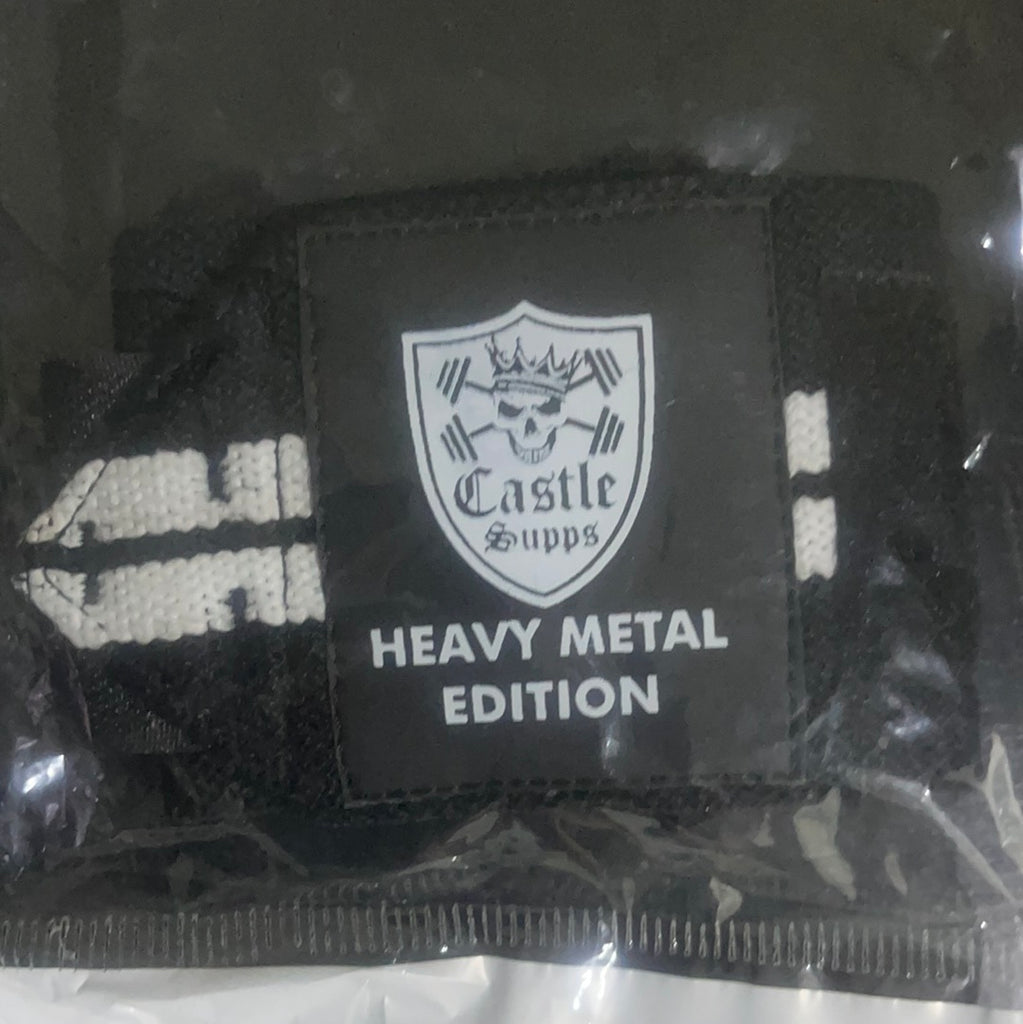 Castle
Supps
HEAVY METAL
EDITION